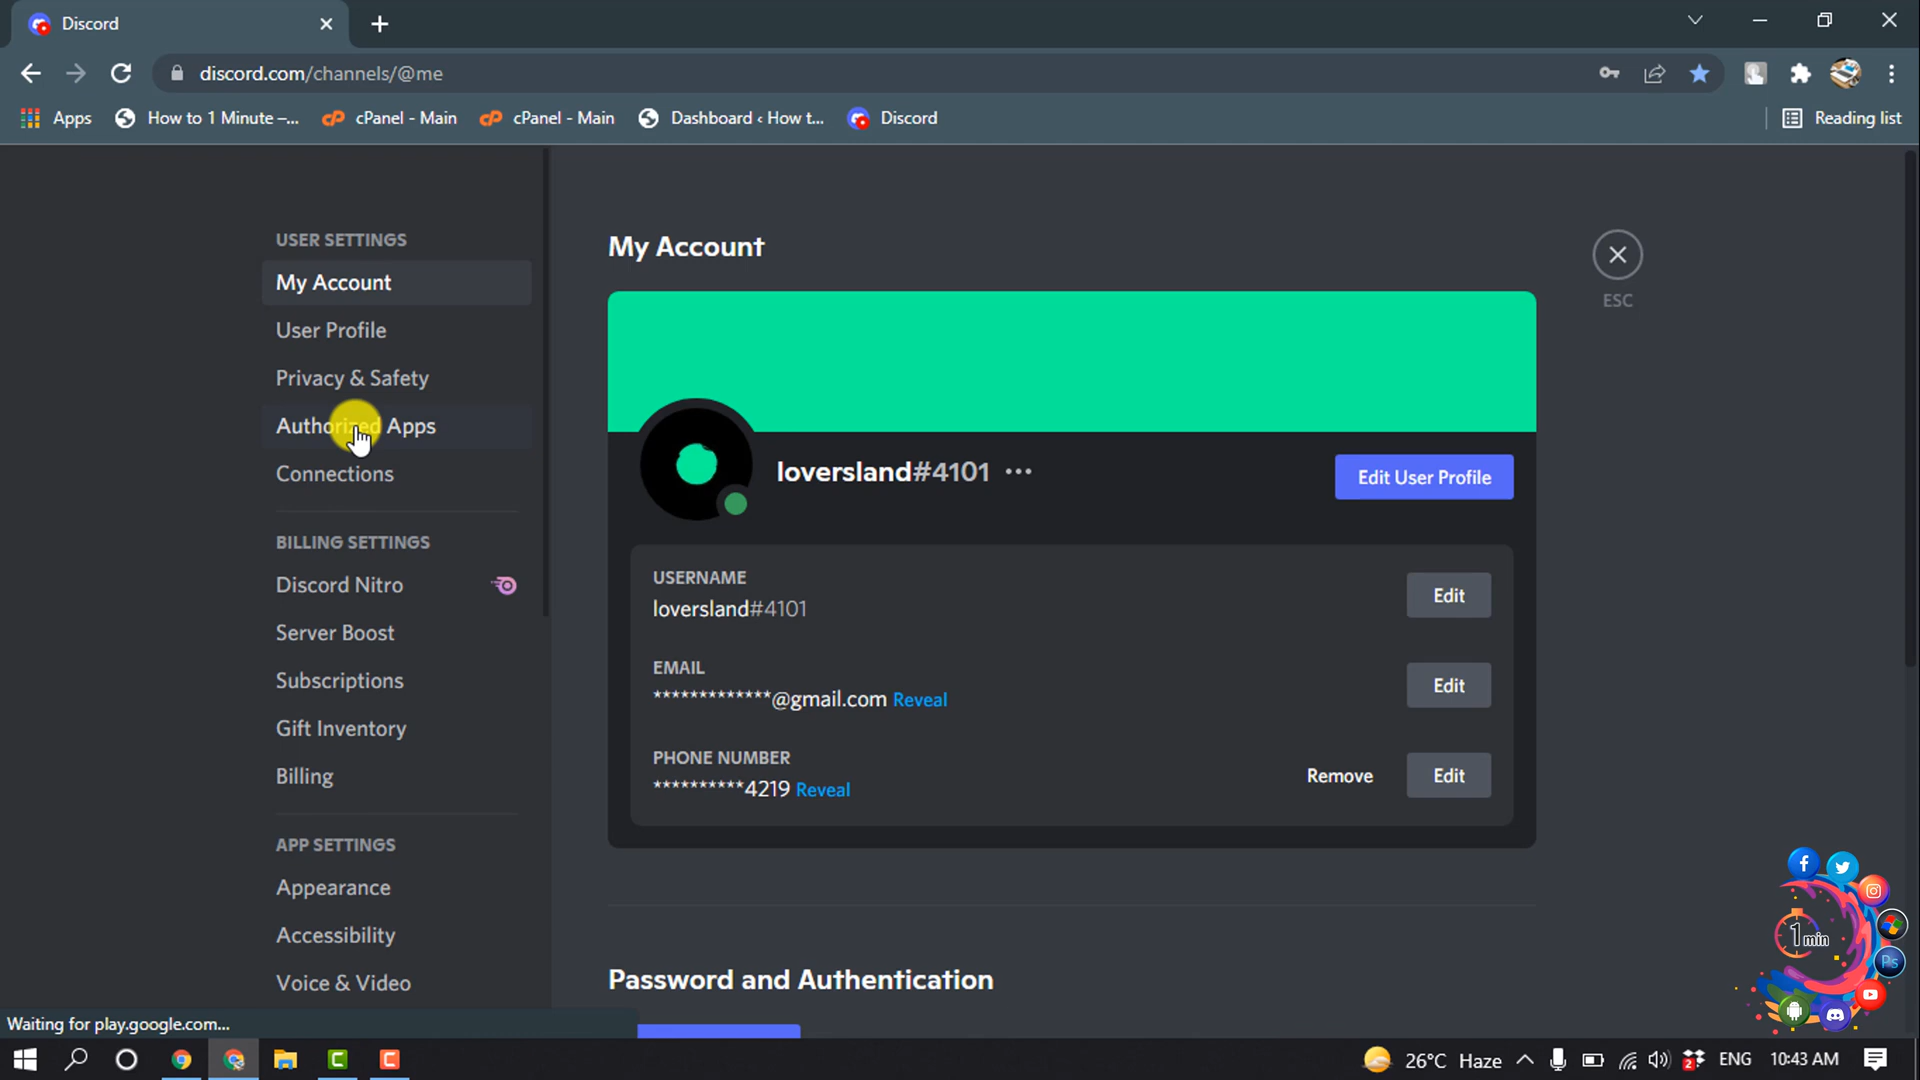 Discord
discord.com/channels/@me
Apps
How to 1 Minute –...
cPanel - Main
cPanel - Main
Dashboard ‹ How t...
Discord
Reading list
USER SETTINGS
My Account
User Profile
Privacy & Safety
Authorized Apps
Connections
BILLING SETTINGS
Discord Nitro
Server Boost
Subscriptions
Gift Inventory
Billing
APP SETTINGS
Appearance
Accessibility
Voice & Video
My Account
ESC
loversland#4101
Edit User Profile
USERNAME
loversland#4101
Edit
EMAIL
*************@gmail.com Reveal
Edit
PHONE NUMBER
**********4219 Reveal
Remove
Edit
Password and Authentication
1 min
Ps
Waiting for play.google.com...
26°C Haze
2
ENG
10:43 AM